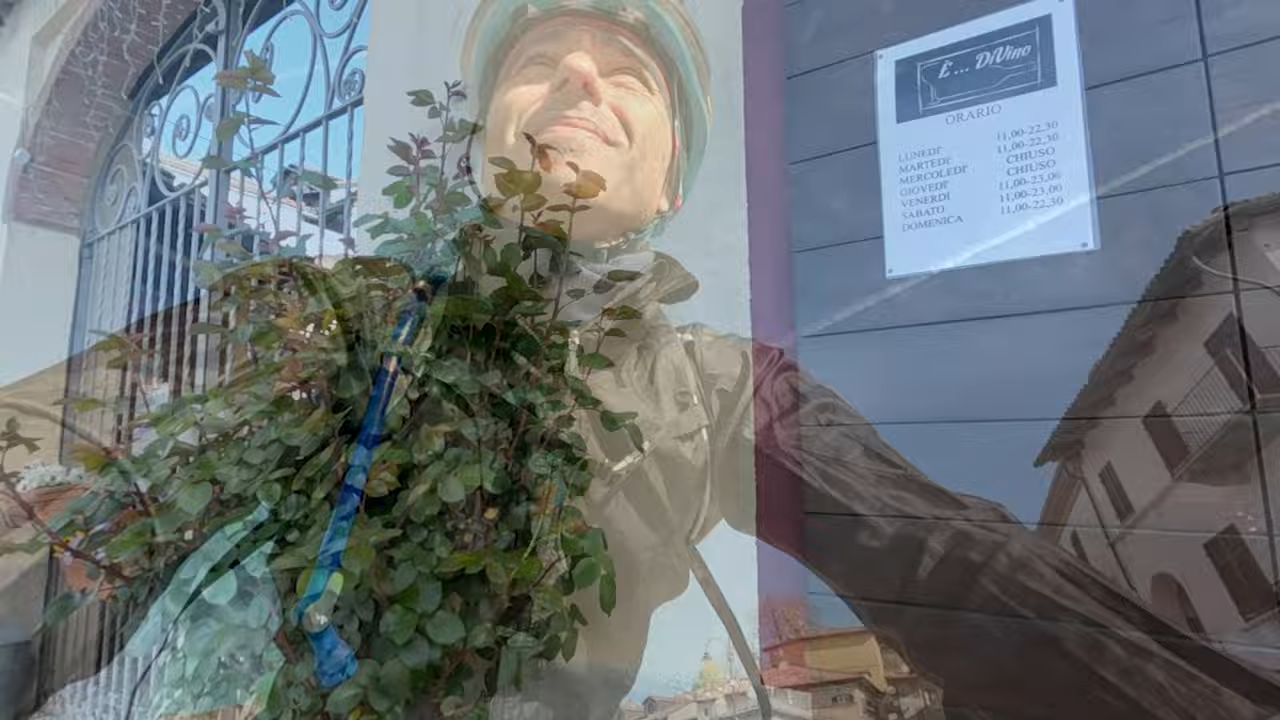 E'... DiVino
ORARIO
LUNEDI' 11,00-22,30
MARTEDI' 11,00-22,30
MERCOLEDI' CHIUSO
GIOVEDI' CHIUSO
VENERDI 11,00-23,00
SABATO 11,00-23,00
DOMENICA 11,00-22,30